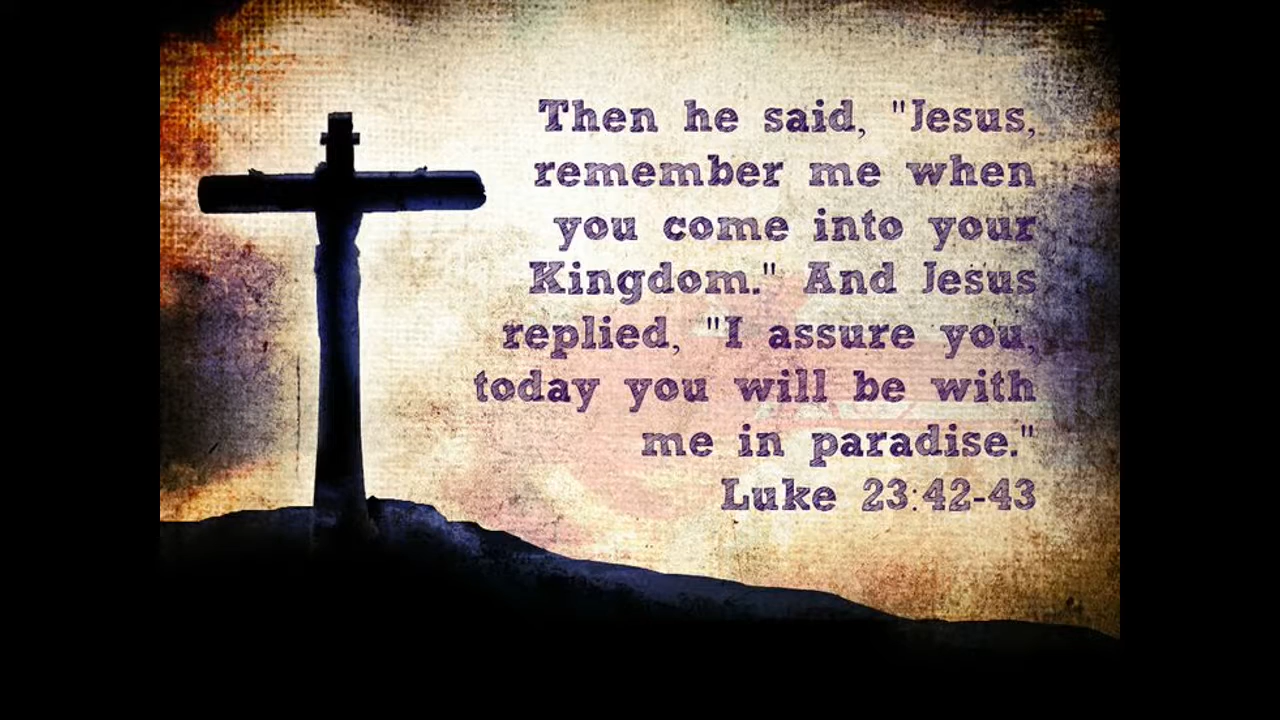 Then he said, "Jesus,
remember me when
you come into your
Kingdom." And Jesus
replied, "I assure you,
today you will be with
me in paradise."
Luke 23:42-43